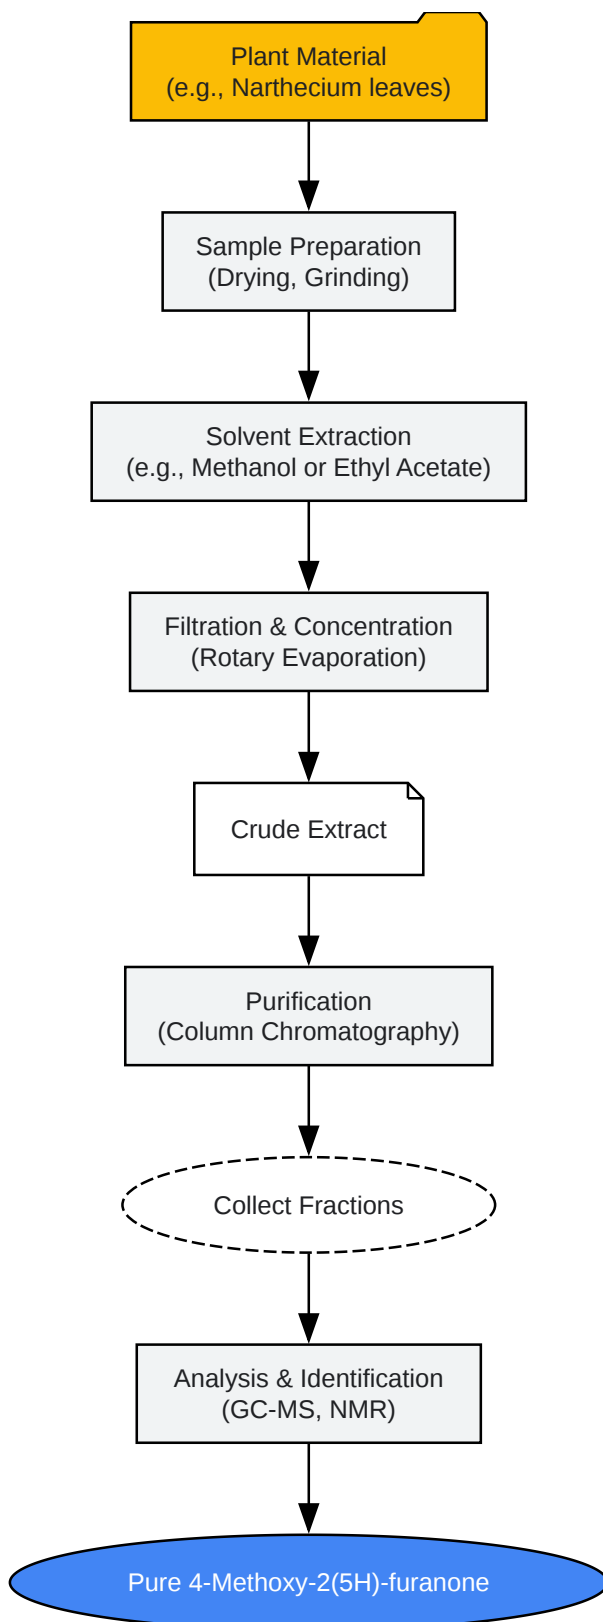 Plant Material
(e.g., Narthecium leaves)
Sample Preparation
(Drying, Grinding)
Solvent Extraction
(e.g., Methanol or Ethyl Acetate)
Filtration & Concentration
(Rotary Evaporation)
Crude Extract
Purification
(Column Chromatography)
Collect Fractions
Analysis & Identification
(GC-MS, NMR)
Pure 4-Methoxy-2(5H)-furanone